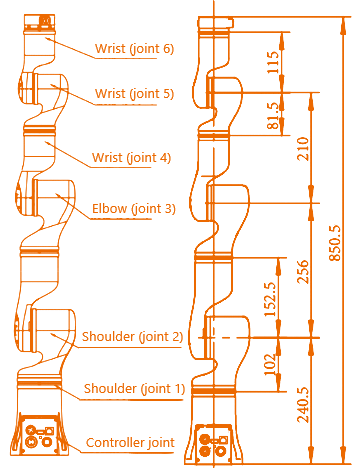 Wrist (joint 6)
Wrist (joint 5)
Wrist (joint 4)
Elbow (joint 3)
Shoulder (joint 2)
Shoulder (joint 1)
Controller joint
115
81.5
210
850.5
256
152.5
102
240.5